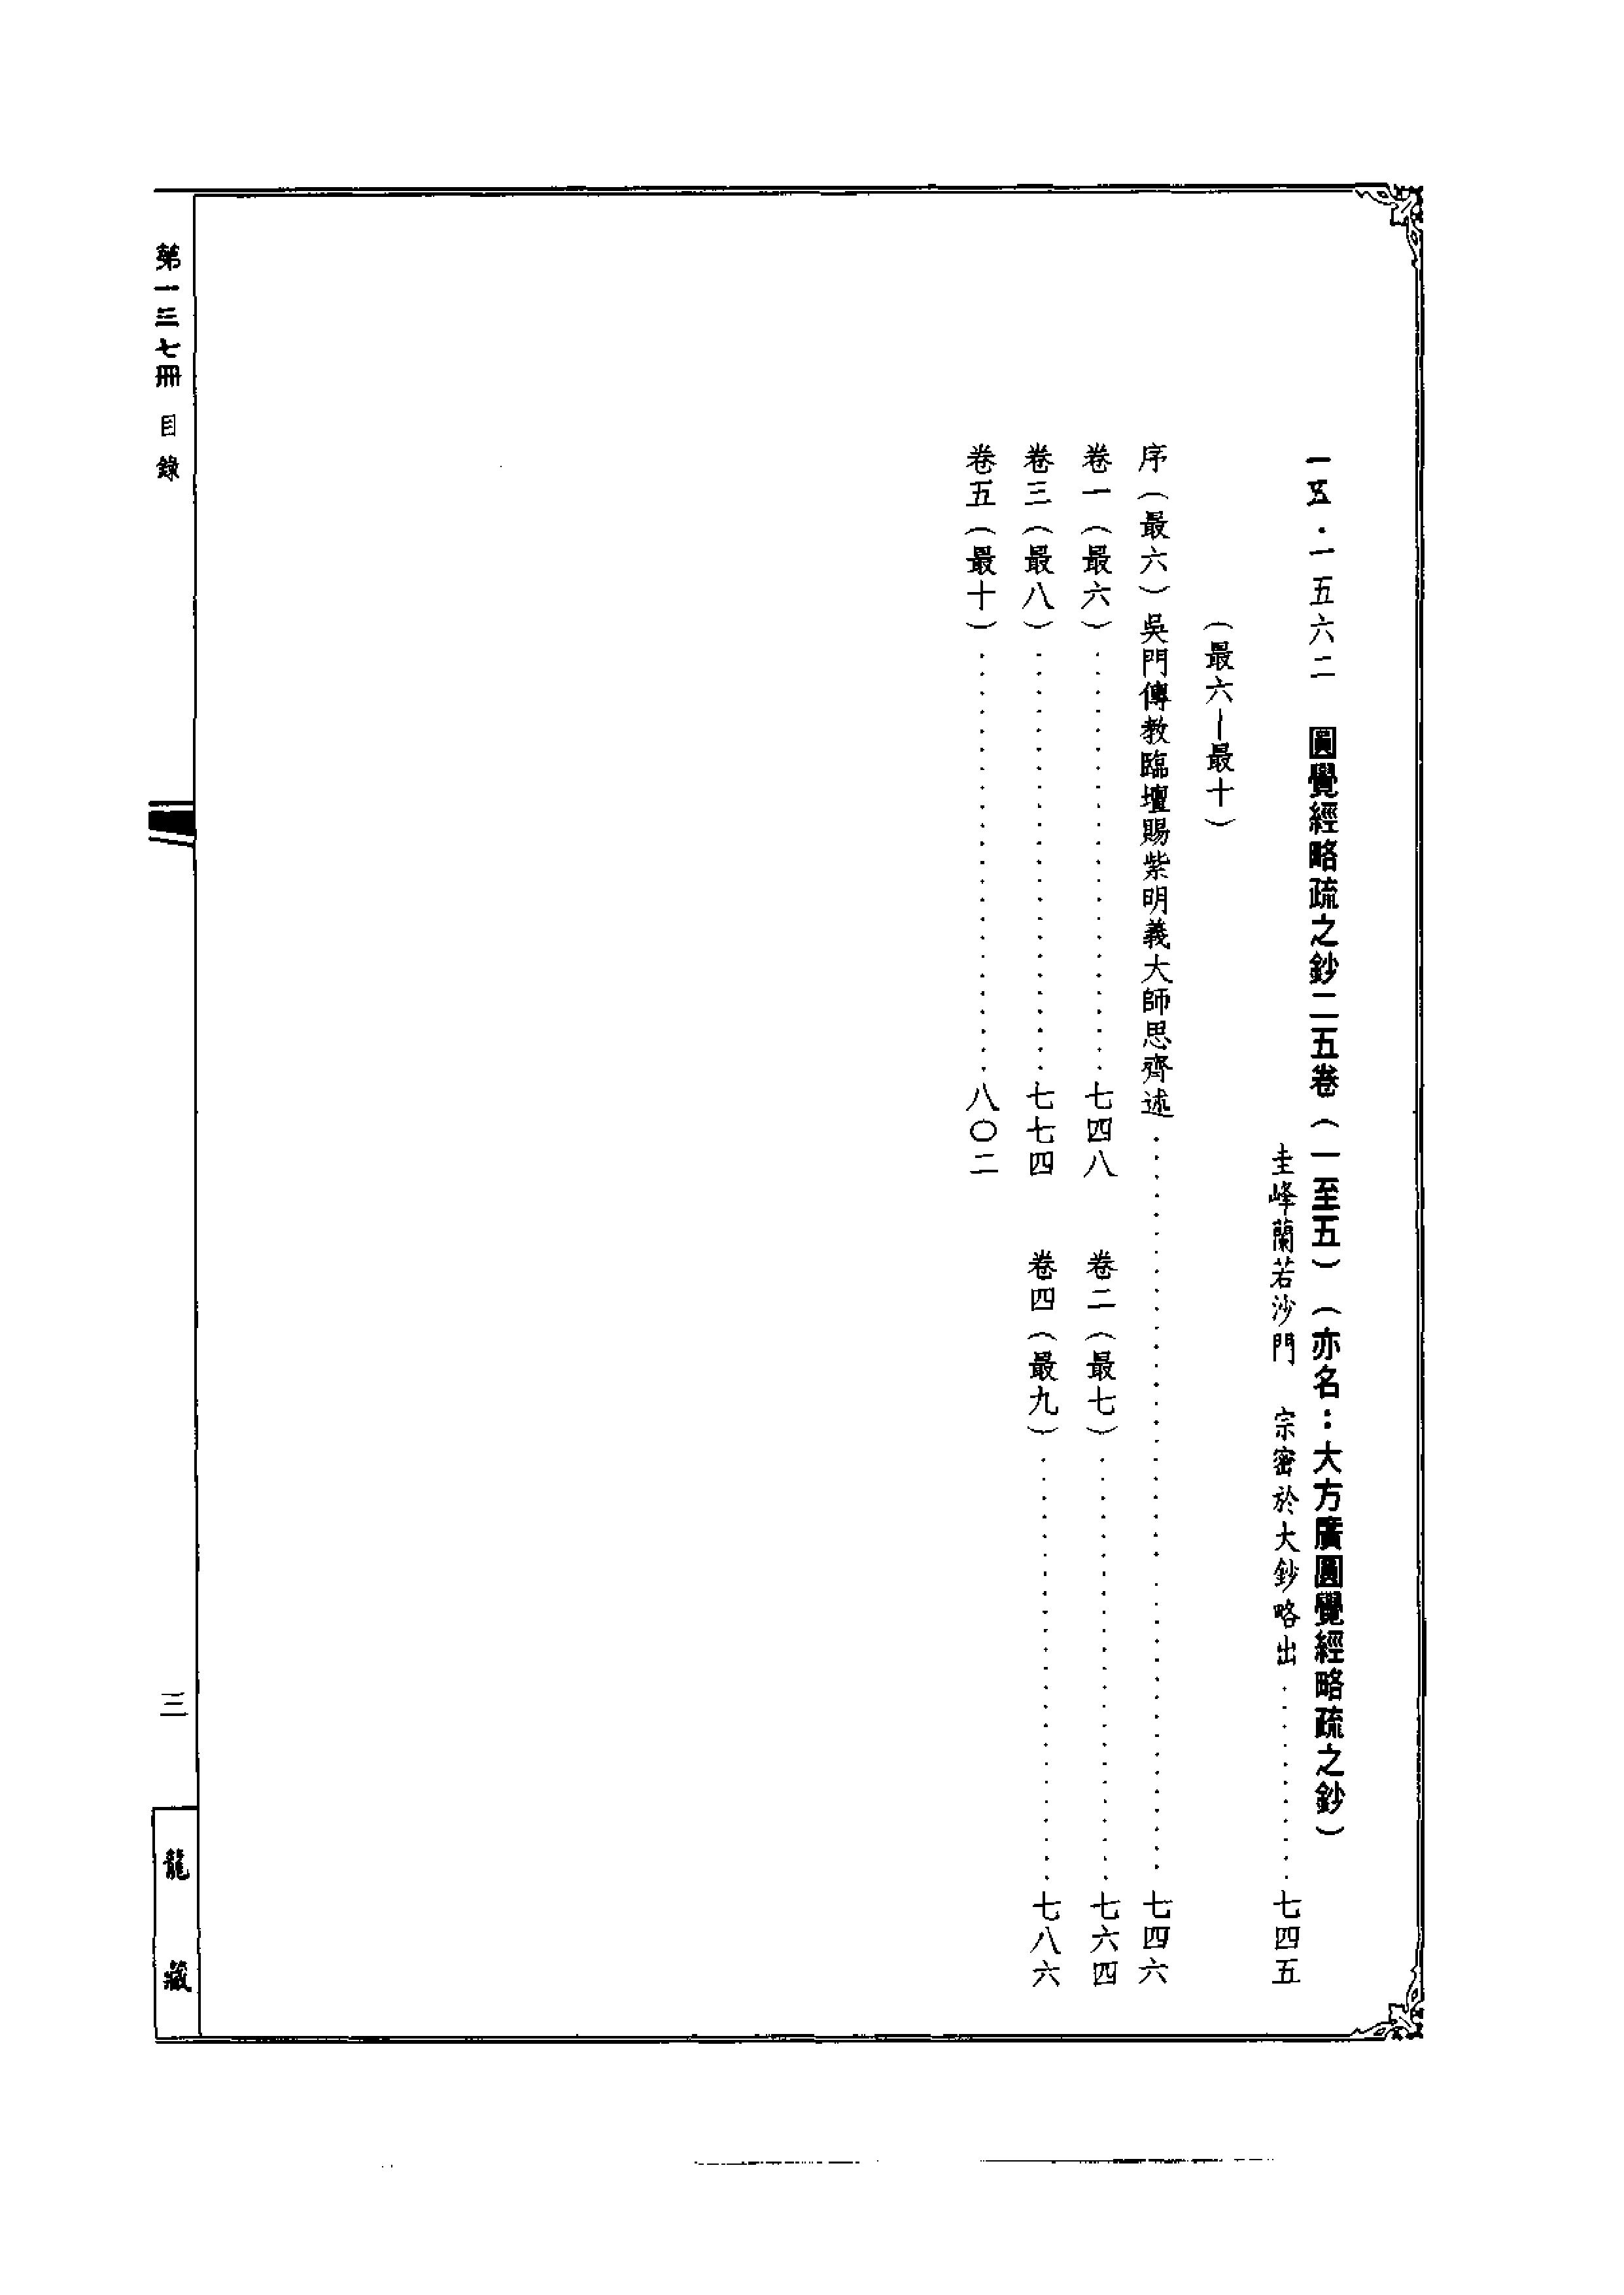 一五．一五六二　圓覺經略疏之鈔二五卷（一至五）（亦名：大方廣圓覺經略疏之鈔）
圭峰蘭若沙門　宗密於大鈔略出．．．．．．．．．．七四五
（最六—最十）
序（最六）吳門傳教臨壇賜紫明義大師思齊述．．．．．．．．．．七四六
卷一（最六）．．．．．．．．．．七四八　卷二（最七）．．．．．．．．．．七六四
卷三（最八）．．．．．．．．．．七七四　卷四（最九）．．．．．．．．．．七八六
卷五（最十）．．．．．．．．．．八〇二
第一三七冊　目錄
三
龍藏